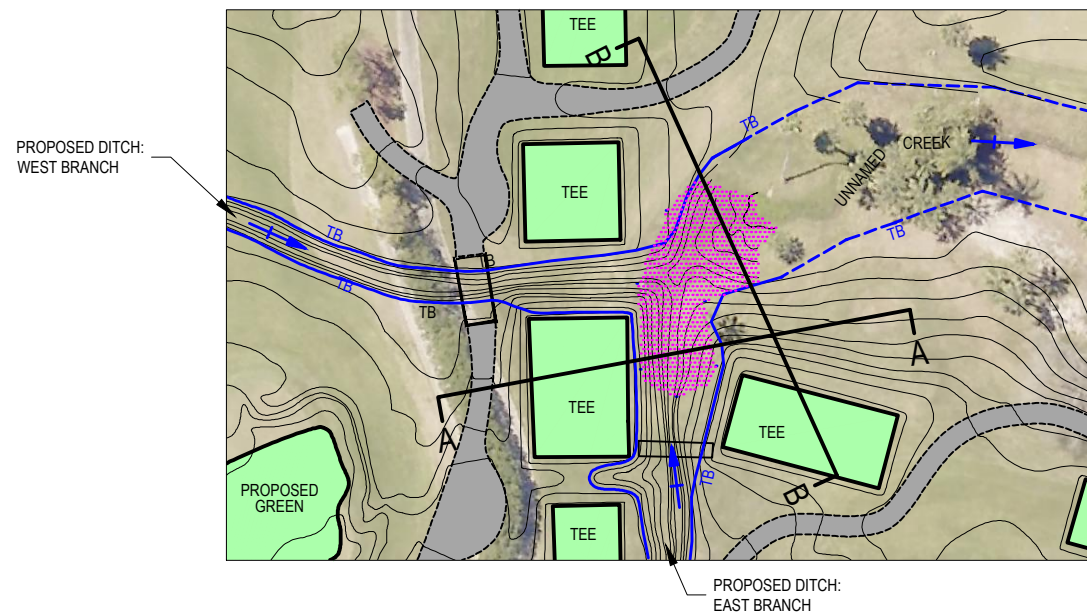 TEE
B
TB
CREEK
UNNAMED
PROPOSED DITCH:
WEST BRANCH
TEE
TB
TB
TB
TB
TB
A
A
TEE
TEE
TB
B
PROPOSED
GREEN
TEE
PROPOSED DITCH:
EAST BRANCH